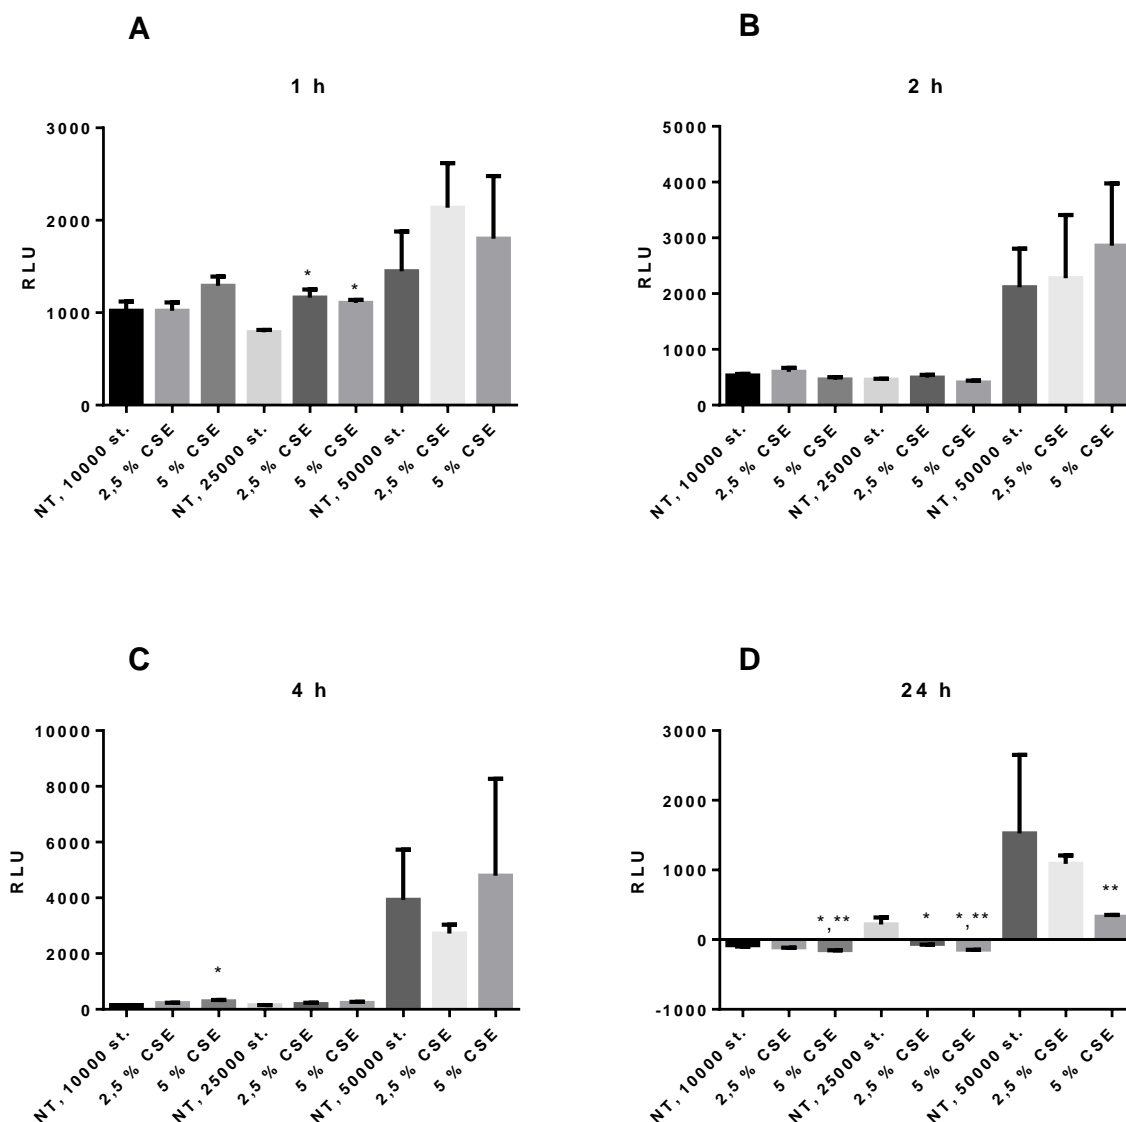 A
1 h
3000
2000
1000
0
RLU
*
*
NT, 10000 st.
2,5 % CSE
5 % CSE
NT, 25000 st.
2,5 % CSE
5 % CSE
NT, 50000 st.
2,5 % CSE
5 % CSE
B
2 h
5000
4000
3000
2000
1000
0
RLU
NT, 10000 st.
2,5 % CSE
5 % CSE
NT, 25000 st.
2,5 % CSE
5 % CSE
NT, 50000 st.
2,5 % CSE
5 % CSE
C
4 h
10000
8000
6000
4000
2000
0
RLU
*
NT, 10000 st.
2,5 % CSE
5 % CSE
NT, 25000 st.
2,5 % CSE
5 % CSE
NT, 50000 st.
2,5 % CSE
5 % CSE
D
24 h
3000
2000
1000
0
-1000
RLU
*,**
*
*,**
**
NT, 10000 st.
2,5 % CSE
5 % CSE
NT, 25000 st.
2,5 % CSE
5 % CSE
NT, 50000 st.
2,5 % CSE
5 % CSE